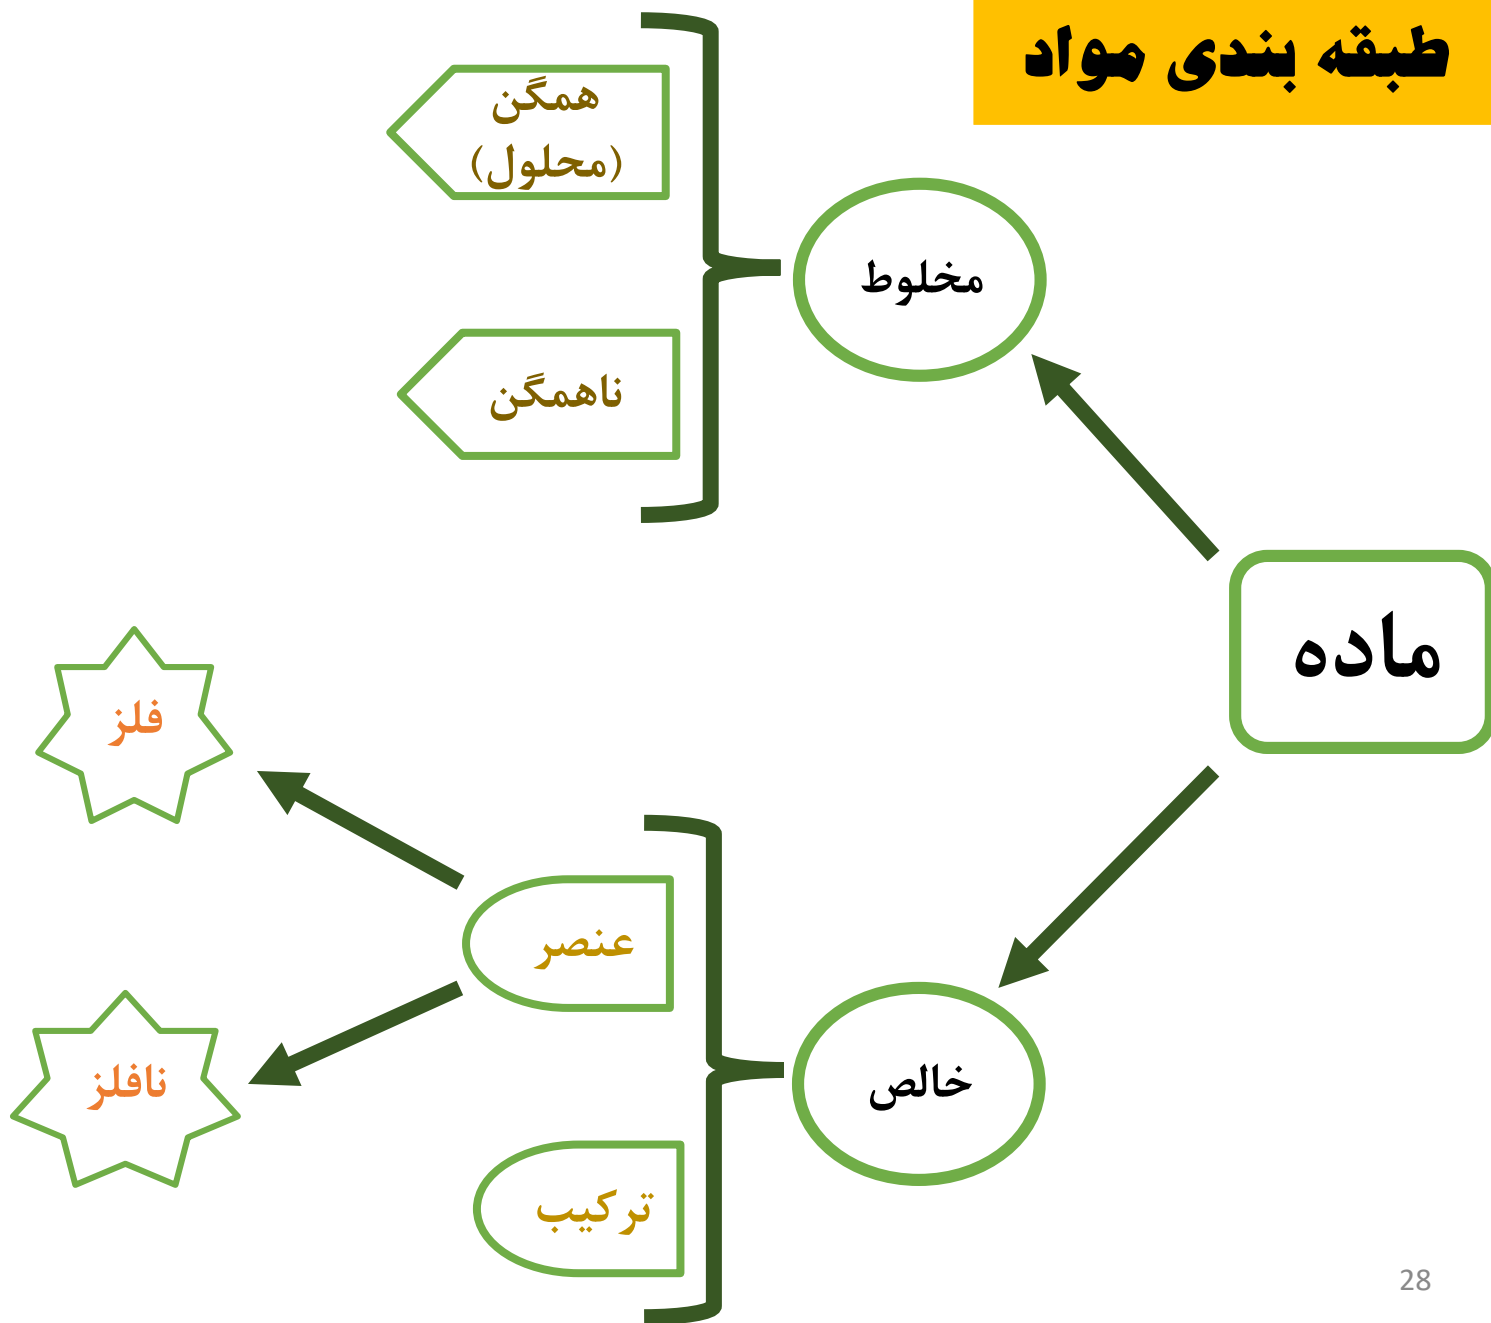 طبقه بندی مواد
همگن
(محلول)
مخلوط
ناهمگن
ماده
فلز
عنصر
نافلز
خالص
ترکیب
28